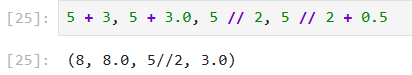 [25]: 5 + 3, 5 + 3.0, 5 // 2, 5 // 2 + 0.5
[25]: (8, 8.0, 5//2, 3.0)